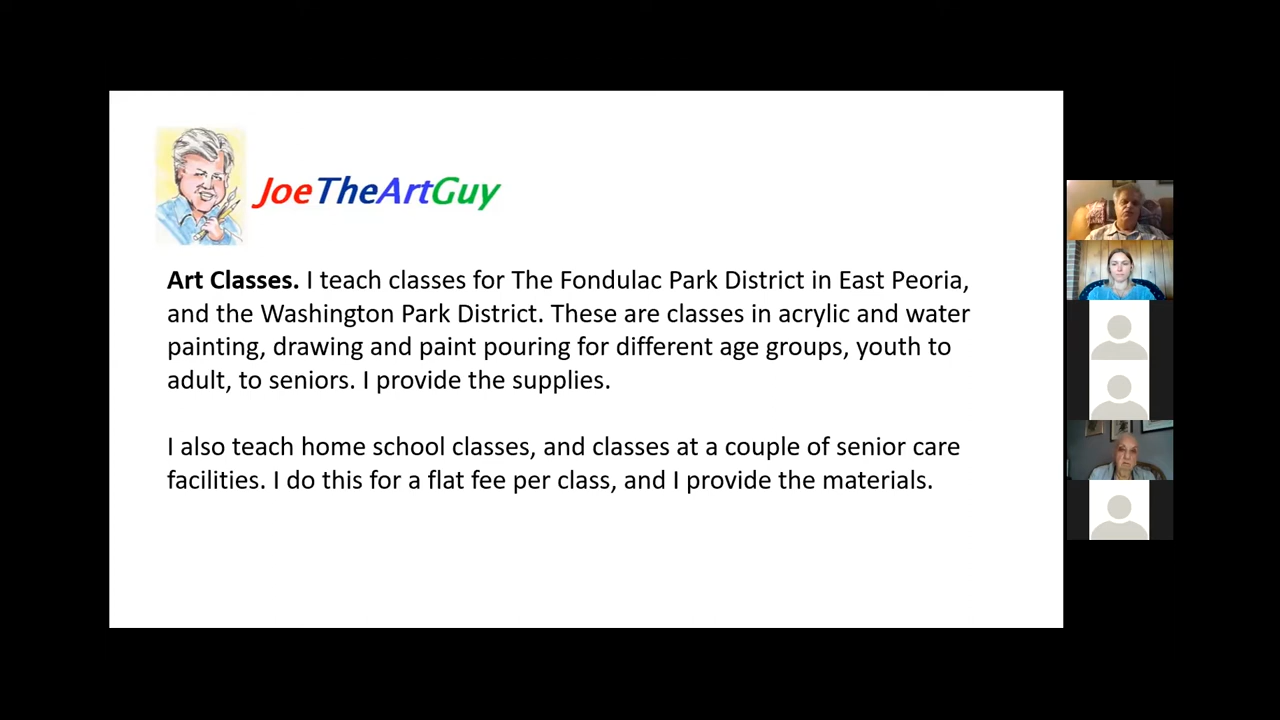 JoeTheArtGuy
Art Classes. I teach classes for The Fondulac Park District in East Peoria,
and the Washington Park District. These are classes in acrylic and water
painting, drawing and paint pouring for different age groups, youth to
adult, to seniors. I provide the supplies.
I also teach home school classes, and classes at a couple of senior care
facilities. I do this for a flat fee per class, and I provide the materials.